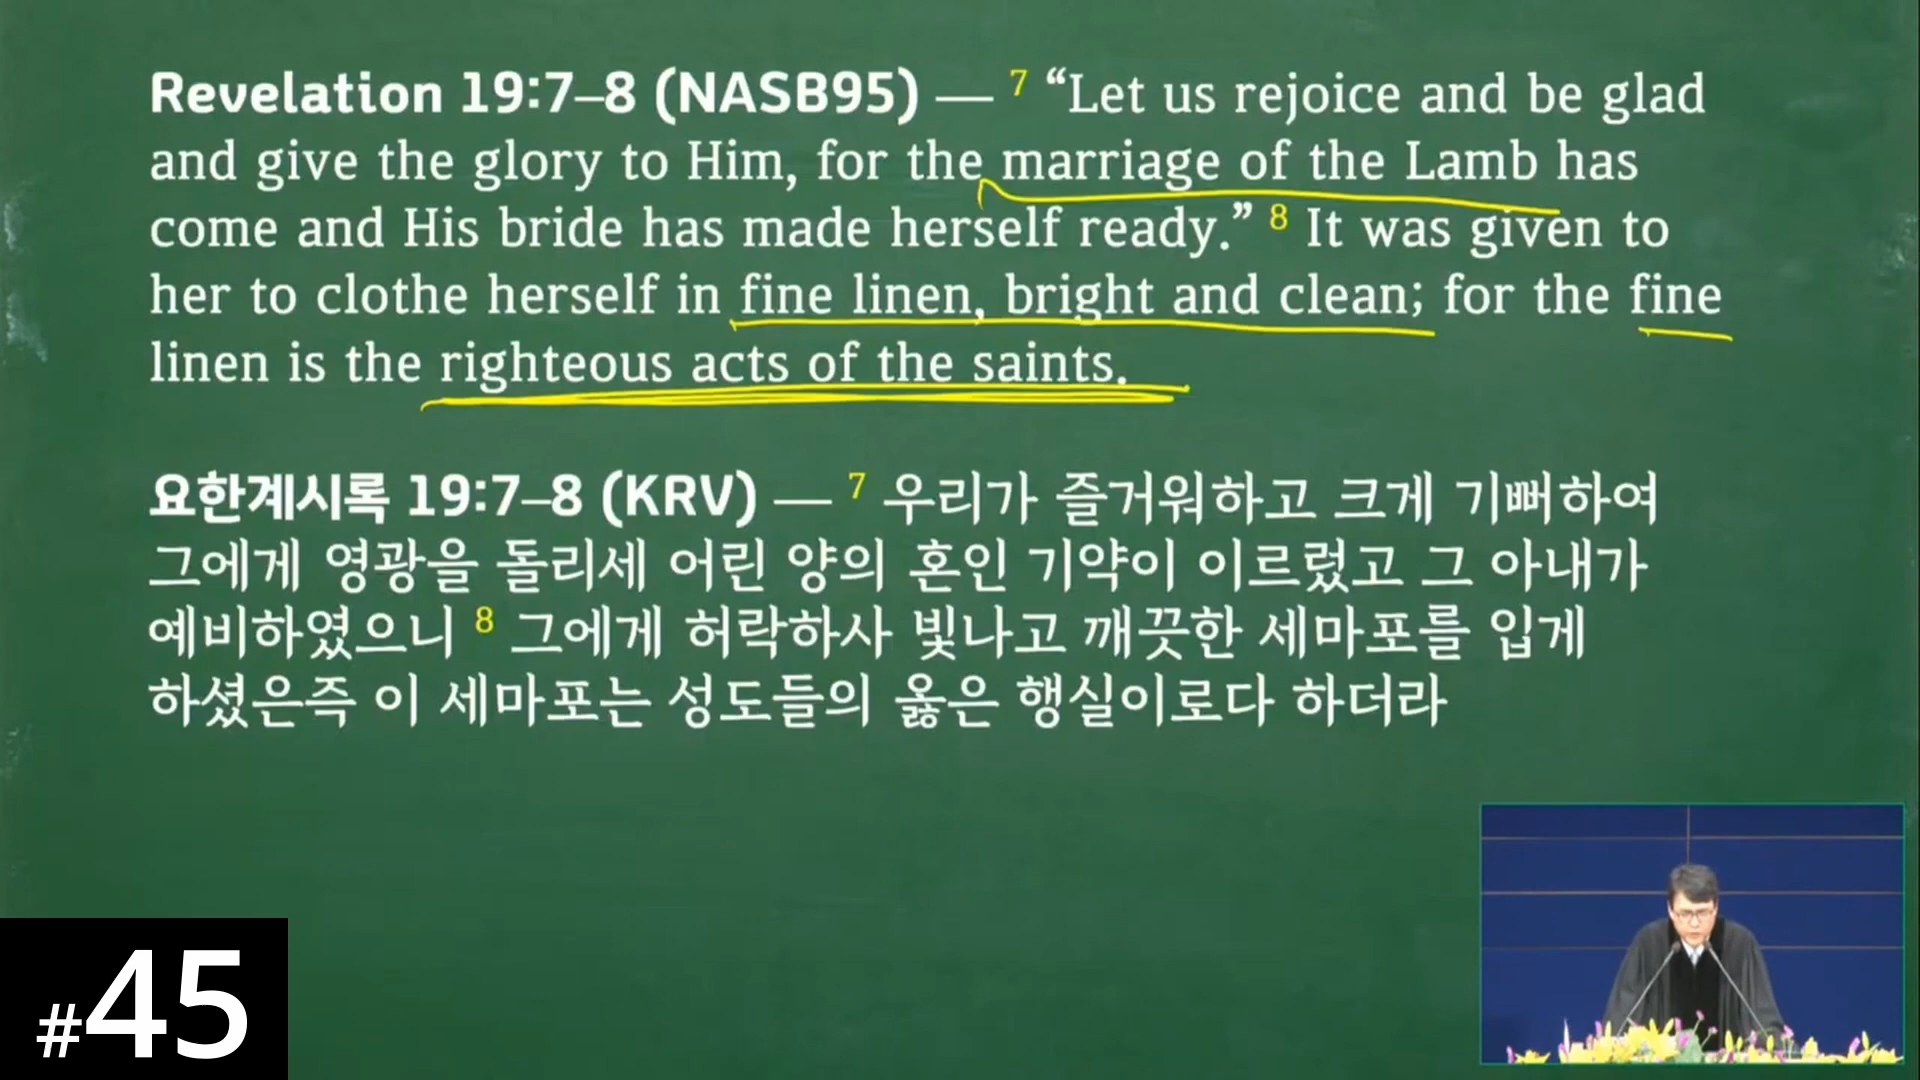 Revelation 19:7–8 (NASB95) — 7 “Let us rejoice and be glad
and give the glory to Him, for the marriage of the Lamb has
come and His bride has made herself ready.” 8 It was given to
her to clothe herself in fine linen, bright and clean; for the fine
linen is the righteous acts of the saints.
요한계시록 19:7–8 (KRV) — 7 우리가 즐거워하고 크게 기뻐하여
그에게 영광을 돌리세 어린 양의 혼인 기약이 이르렀고 그 아내가
예비하였으니 8 그에게 허락하사 빛나고 깨끗한 세마포를 입게
하셨은즉 이 세마포는 성도들의 옳은 행실이로다 하더라
#45